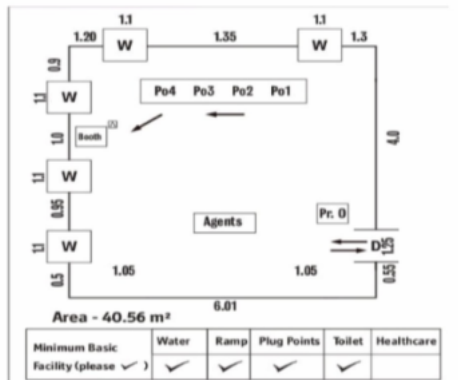 1.1 1.1
1.20 1.35 1.3
W W
0.9
1.1 W
Po4 Po3 Po2 Po1
Booth
1.0
4.0
1.1 W
0.95
Agents
Pr. O
1.1 W
D 1.25
0.5
1.05 1.05
0.55
6.01
Area - 40.56 m²
Minimum Basic
Facility (please ✓ )
Water Ramp Plug Points Toilet Healthcare
✓ ✓ ✓ ✓